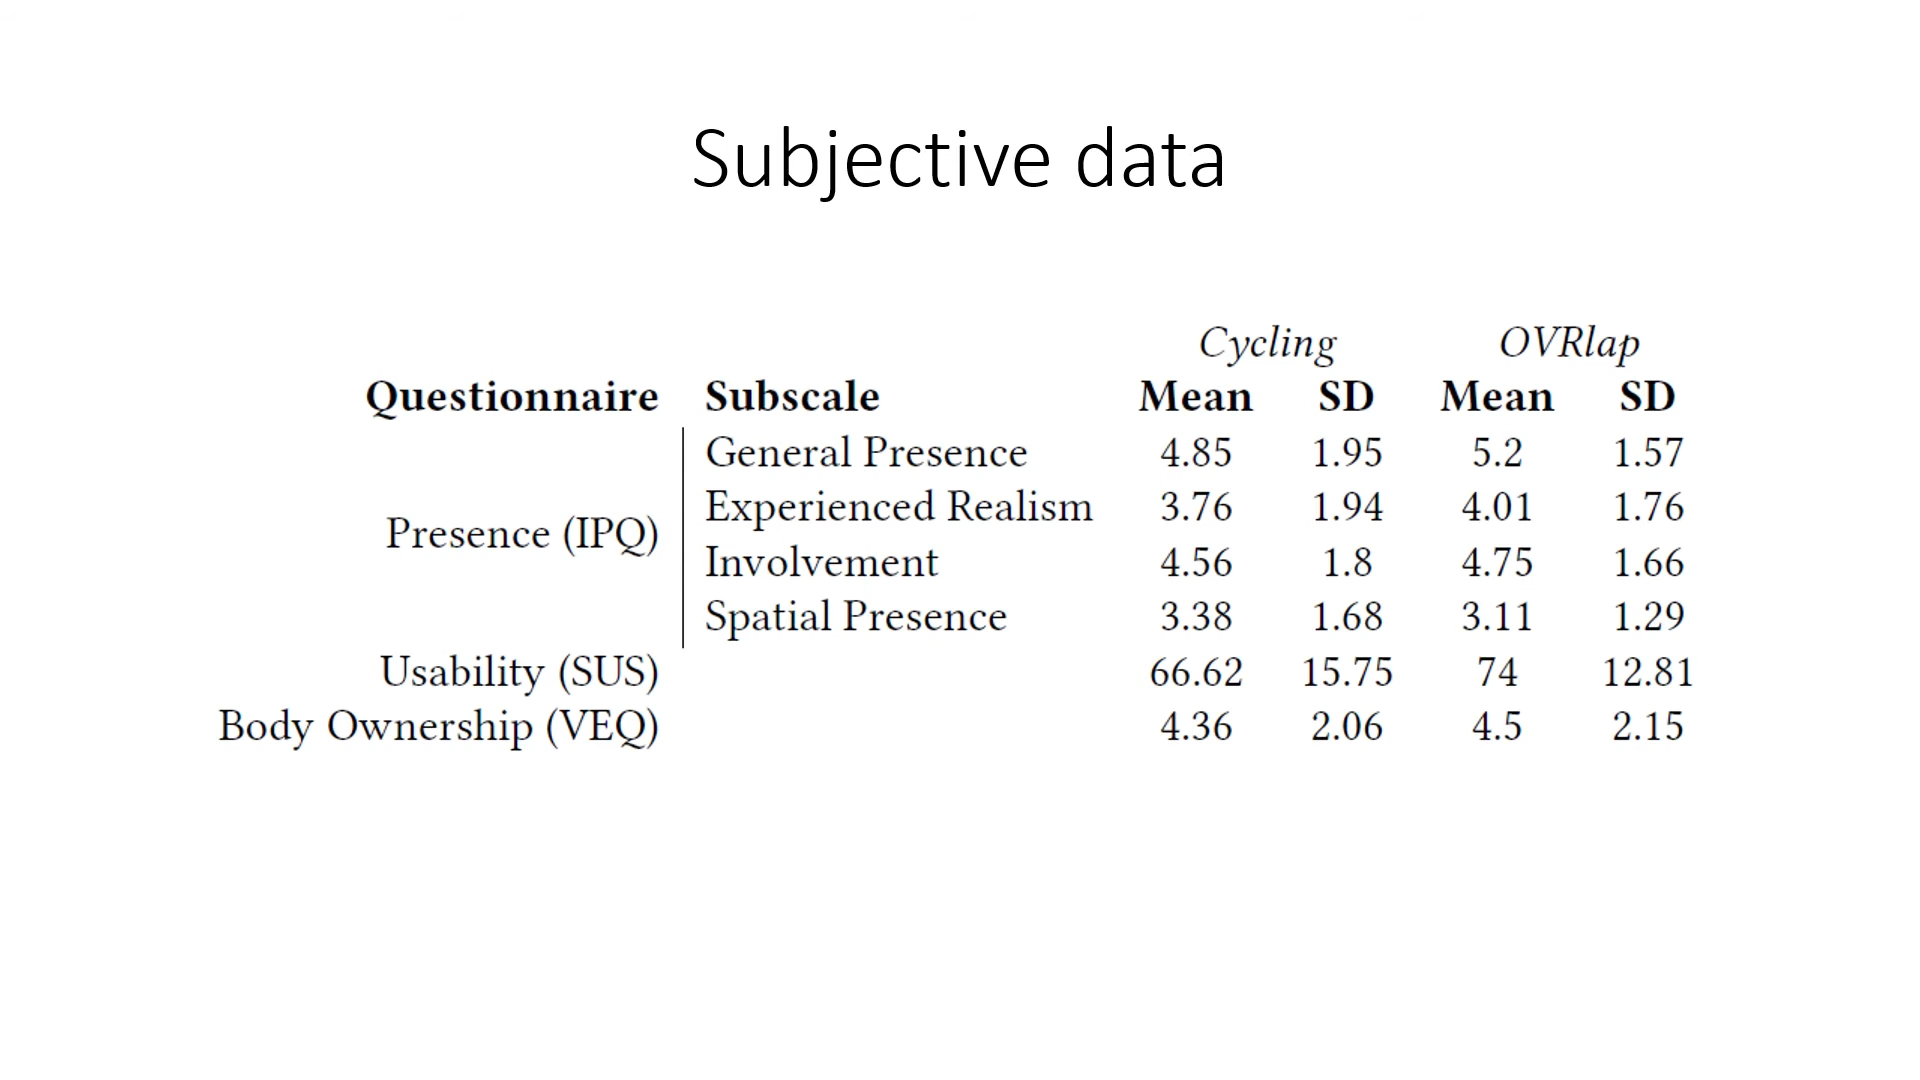 Subjective data
Cycling OVRlap
Questionnaire Subscale Mean SD Mean SD
General Presence 4.85 1.95 5.2 1.57
Experienced Realism 3.76 1.94 4.01 1.76
Presence (IPQ)
Involvement 4.56 1.8 4.75 1.66
Spatial Presence 3.38 1.68 3.11 1.29
Usability (SUS) 66.62 15.75 74 12.81
Body Ownership (VEQ) 4.36 2.06 4.5 2.15